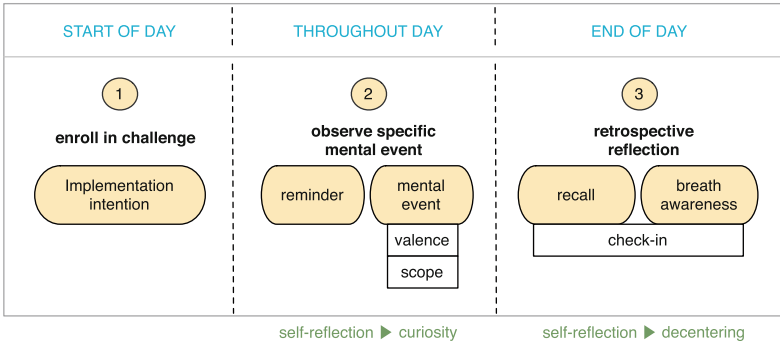 START OF DAY
THROUGHOUT DAY
END OF DAY
1
enroll in challenge
Implementation
intention
2
observe specific
mental event
reminder
mental
event
valence
scope
3
retrospective
reflection
recall
breath
awareness
check-in
self-reflection ▶ curiosity
self-reflection ▶ decentering